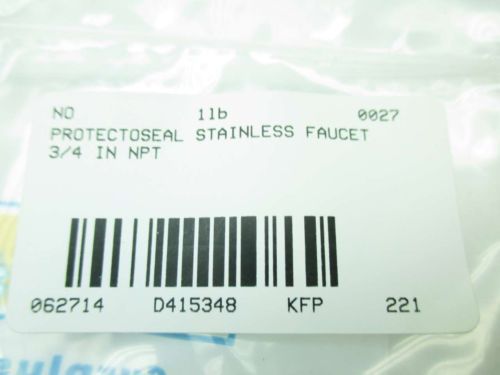 NO 1lb 0027
PROTECTOSEAL STAINLESS FAUCET
3/4 IN NPT
062714 D415348 KFP 221